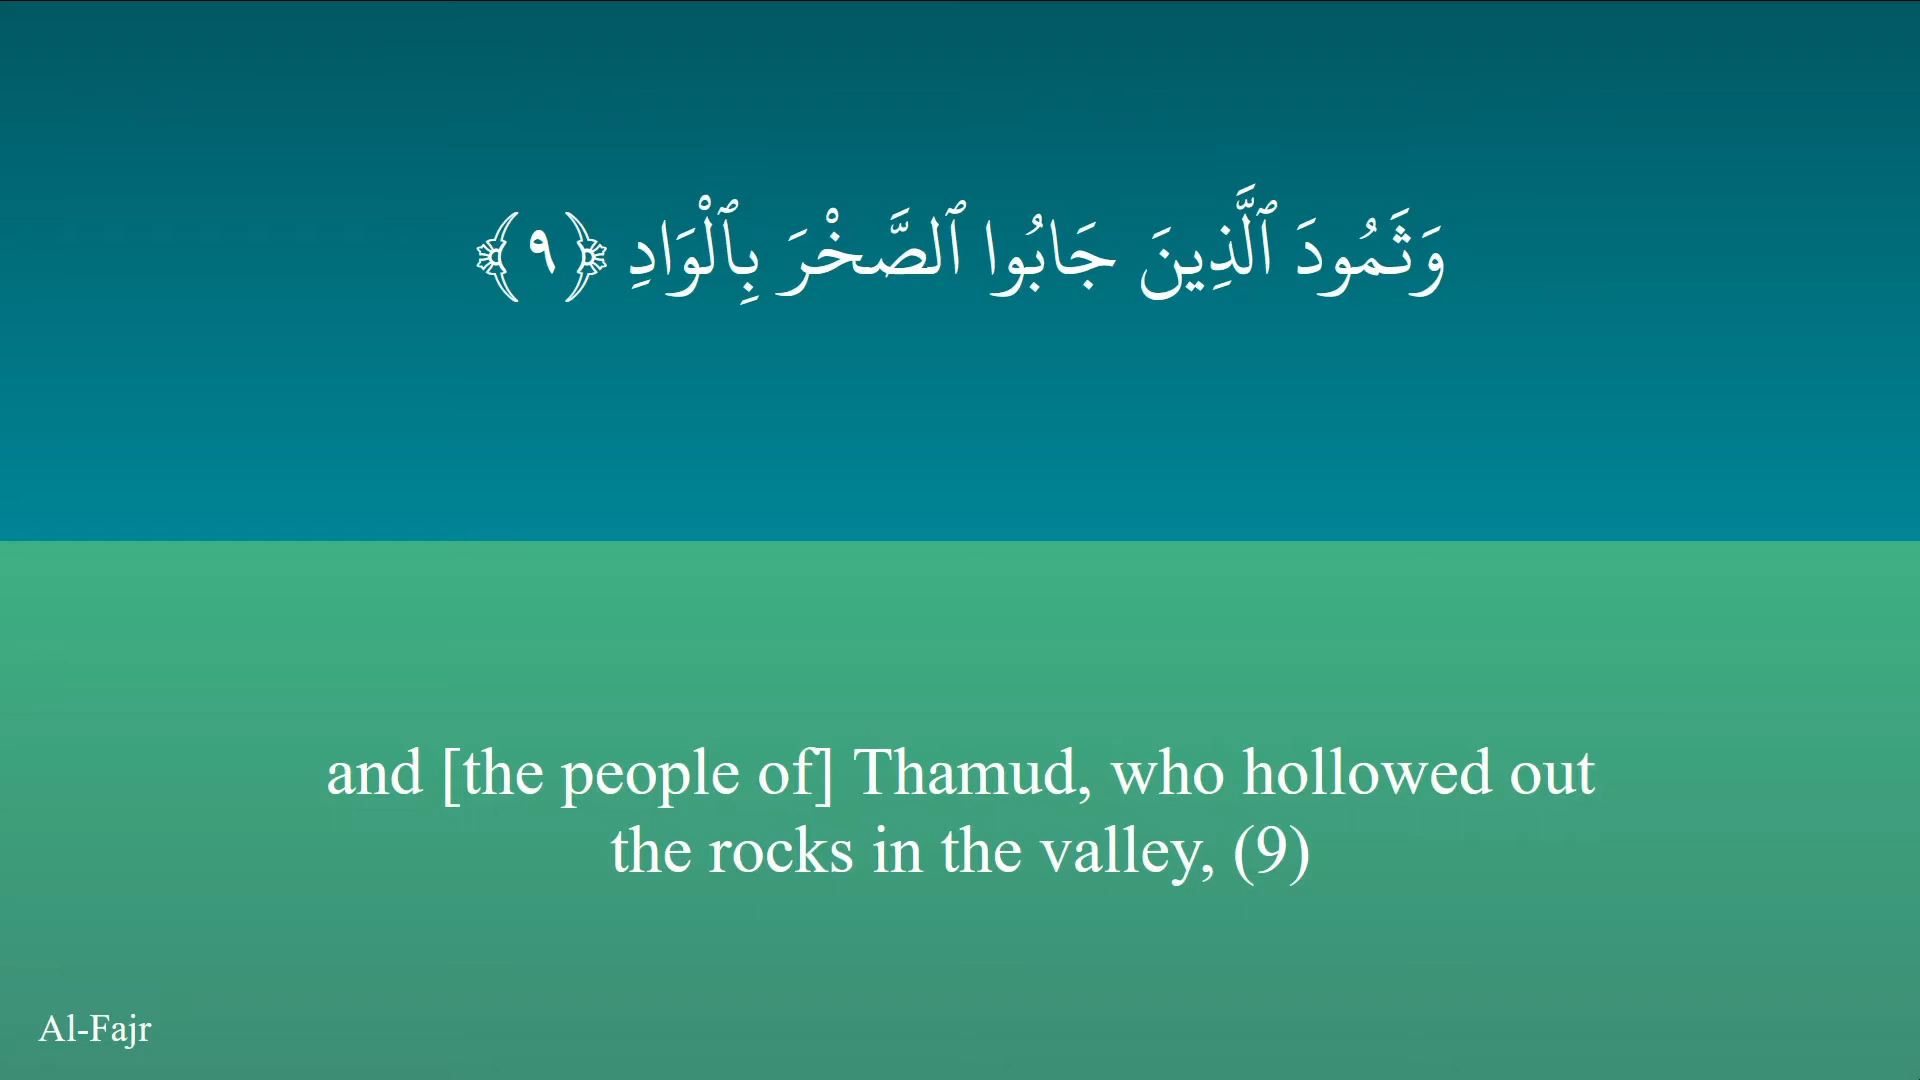 وَثَمُودَ ٱلَّذِينَ جَابُوا ٱلصَّخْرَ بِٱلْوَادِ ﴿٩﴾
and [the people of] Thamud, who hollowed out
the rocks in the valley, (9)
Al-Fajr